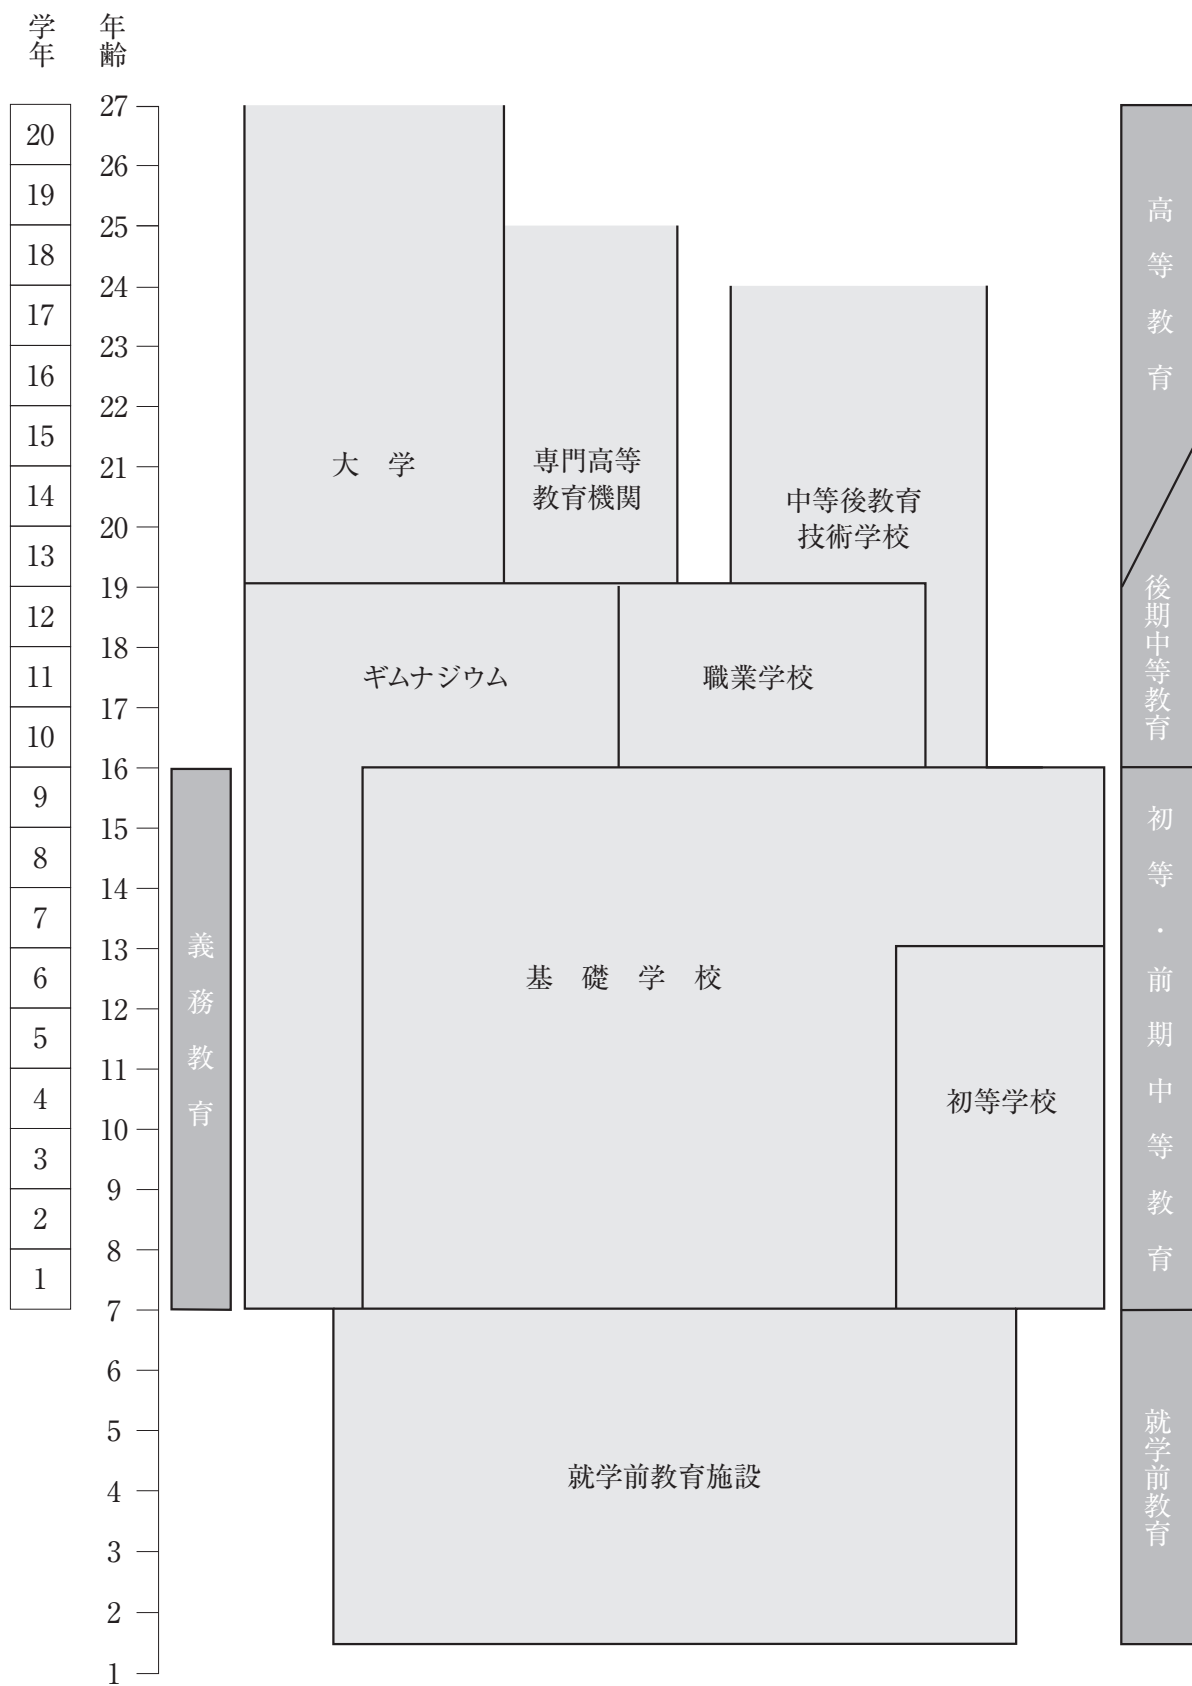 学年
年齢
27
20
26
19
25
18
24
17
23
16
22
15
21
14
20
13
19
12
18
11
17
10
16
9
15
8
14
7
13
6
12
5
11
4
10
3
9
2
8
1
7
6
5
4
3
2
1
義務教育
大 学
専門高等
教育機関
中等後教育
技術学校
ギムナジウム
職業学校
基 礎 学 校
初等学校
就学前教育施設
高等教育
後期中等教育
初等・前期中等教育
就学前教育